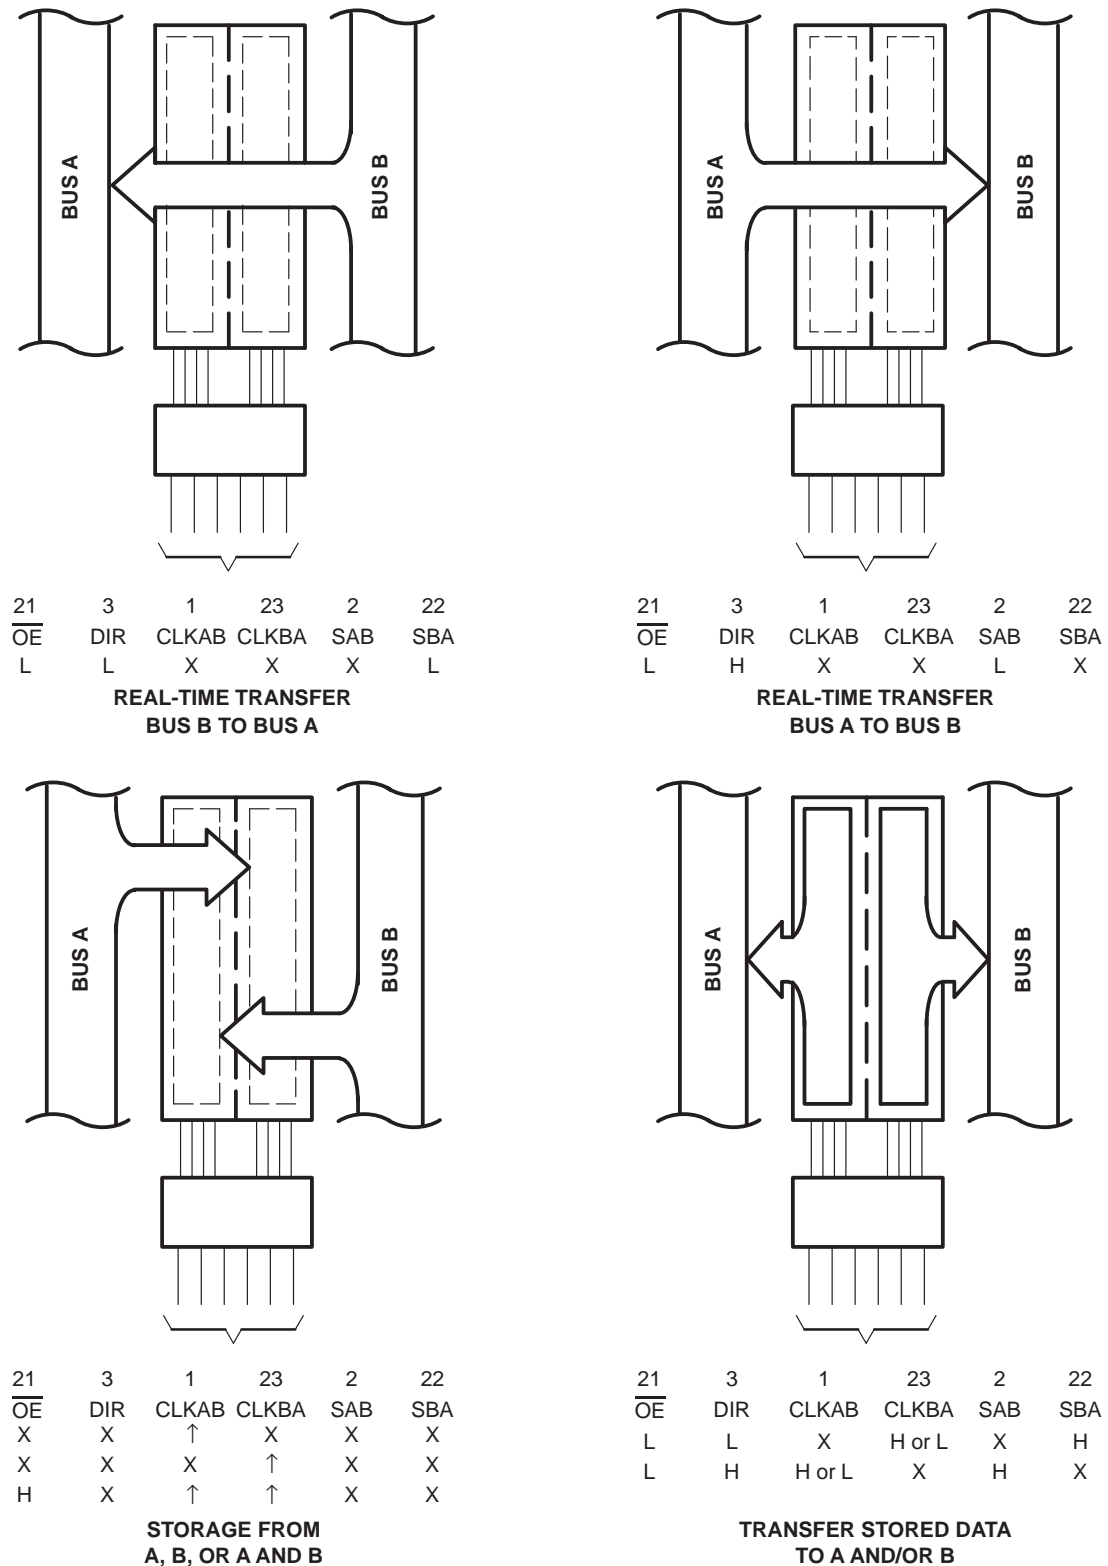 BUS A
BUS B
21 3 1 23 2 22
OE DIR CLKAB CLKBA SAB SBA
L L X X X L
REAL-TIME TRANSFER
BUS B TO BUS A
BUS A
BUS B
21 3 1 23 2 22
OE DIR CLKAB CLKBA SAB SBA
L H X X L X
REAL-TIME TRANSFER
BUS A TO BUS B
BUS A
BUS B
21 3 1 23 2 22
OE DIR CLKAB CLKBA SAB SBA
X X ↑ X X X
X X X ↑ X X
H X ↑ ↑ X X
STORAGE FROM
A, B, OR A AND B
BUS A
BUS B
21 3 1 23 2 22
OE DIR CLKAB CLKBA SAB SBA
L L X H or L X H
L H H or L X H X
TRANSFER STORED DATA
TO A AND/OR B